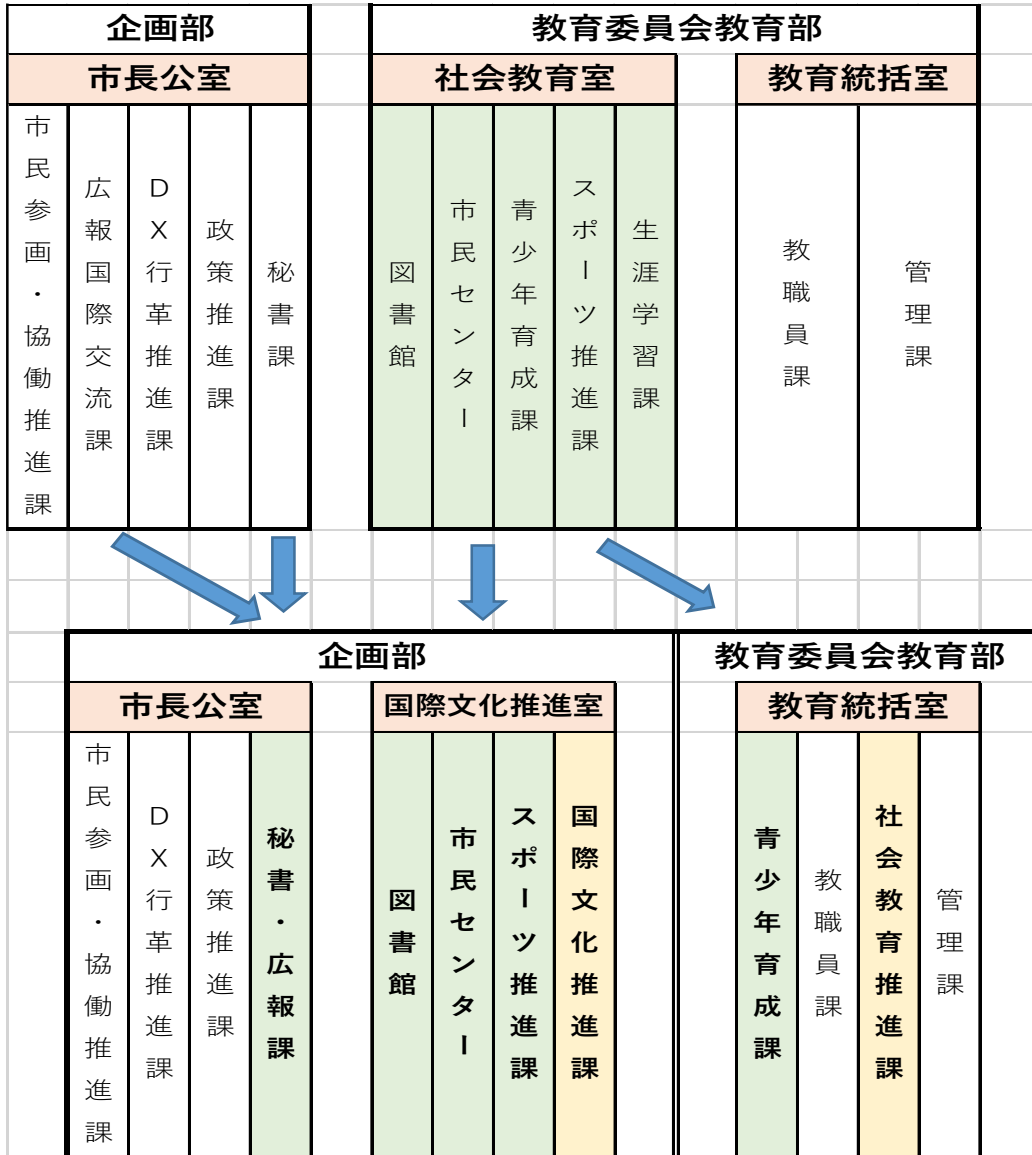 企画部
教育委員会教育部
市長公室
社会教育室
教育統括室
市民参画・協働推進課
広報国際交流課
DX行革推進課
政策推進課
秘書課
図書館
市民センター
青少年育成課
スポーツ推進課
生涯学習課
教職員課
管理課
企画部
教育委員会教育部
市長公室
国際文化推進室
教育統括室
市民参画・協働推進課
DX行革推進課
政策推進課
秘書・広報課
図書館
市民センター
スポーツ推進課
国際文化推進課
青少年育成課
教職員課
社会教育推進課
管理課